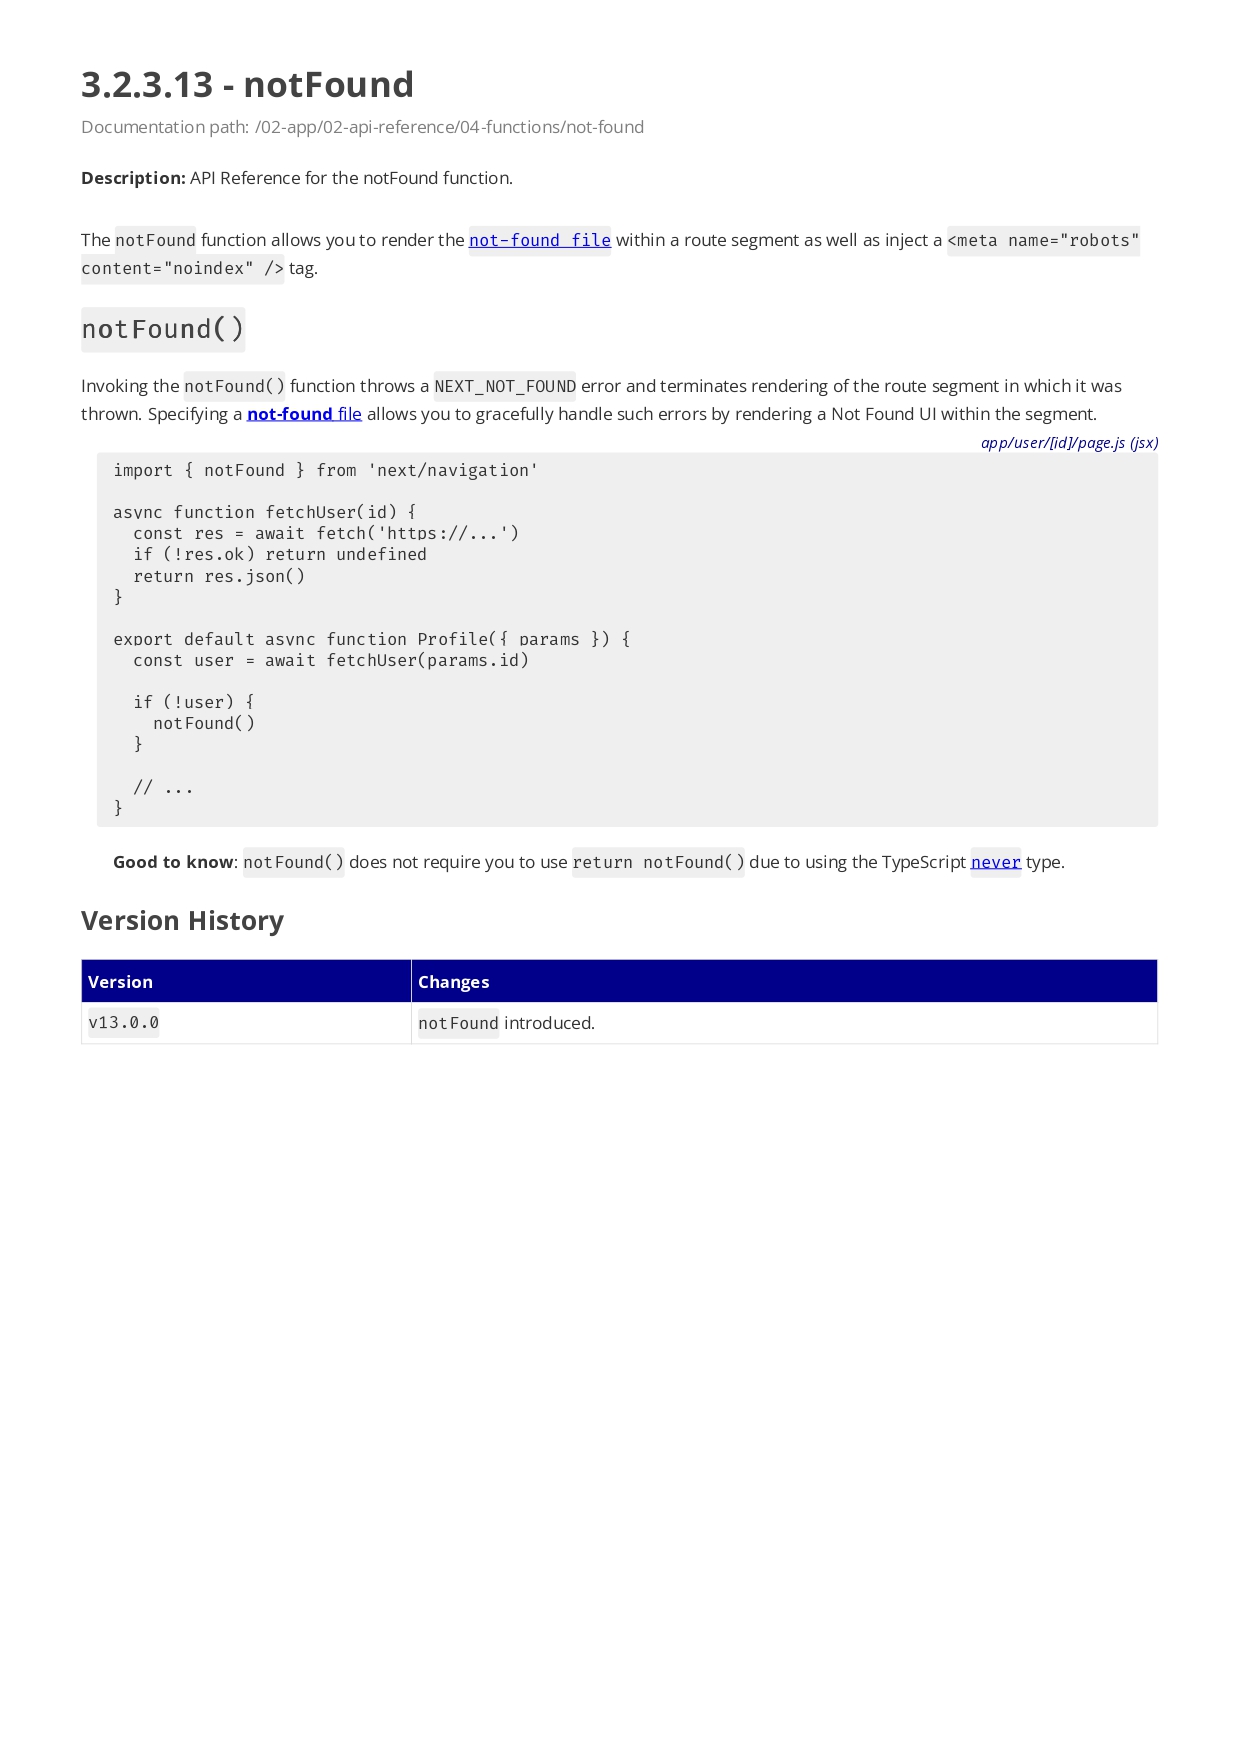 3.2.3.13 - notFound
Documentation path: /02-app/02-api-reference/04-functions/not-found
Description: API Reference for the notFound function.
The notFound function allows you to render the not-found file within a route segment as well as inject a <meta name="robots"
content="noindex" /> tag.
notFound()
Invoking the notFound() function throws a NEXT_NOT_FOUND error and terminates rendering of the route segment in which it was
thrown. Specifying a not-found file allows you to gracefully handle such errors by rendering a Not Found UI within the segment.
app/user/[id]/page.js (jsx)
import { notFound } from 'next/navigation'
async function fetchUser(id) {
  const res = await fetch('https://...')
  if (!res.ok) return undefined
  return res.json()
}
export default async function Profile({ params }) {
  const user = await fetchUser(params.id)
  if (!user) {
    notFound()
  }
  // ...
}
Good to know: notFound() does not require you to use return notFound() due to using the TypeScript never type.
Version History
Version Changes
v13.0.0 notFound introduced.